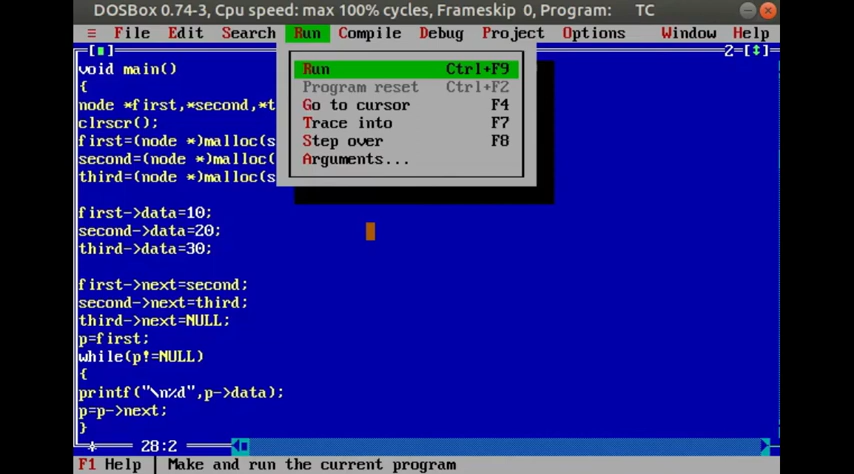 DOSBox 0.74-3, Cpu speed: max 100% cycles, Frameskip 0, Program: TC
≡ File Edit Search Run Compile Debug Project Options Window Help
[■] 2=[↕]
void main()
{
node *first,*second,*t
clrscr();
first=(node *)malloc(s
second=(node *)malloc(
third=(node *)malloc(s
Run Ctrl+F9
Program reset Ctrl+F2
Go to cursor F4
Trace into F7
Step over F8
Arguments...
first->data=10;
second->data=20;
third->data=30;
first->next=second;
second->next=third;
third->next=NULL;
p=first;
while(p!=NULL)
{
printf("\n%d",p->data);
p=p->next;
}
28:2
F1 Help | Make and run the current program